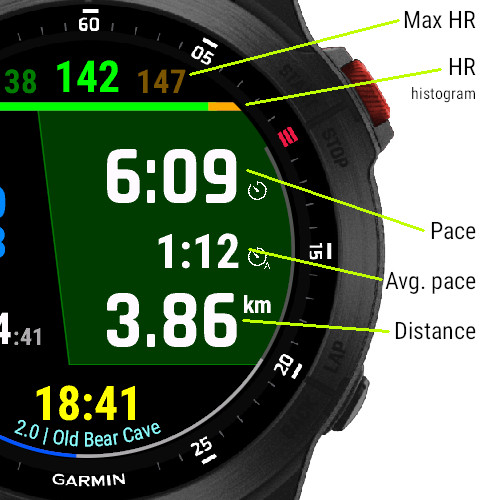 60
05
Max HR
38 142 147
HR
histogram
10
STOP
6:09
Pace
1:12
A
15
Avg. pace
3.86 km
Distance
4:41
LAP
20
18:41
2.0 | Old Bear Cave
25
GARMIN